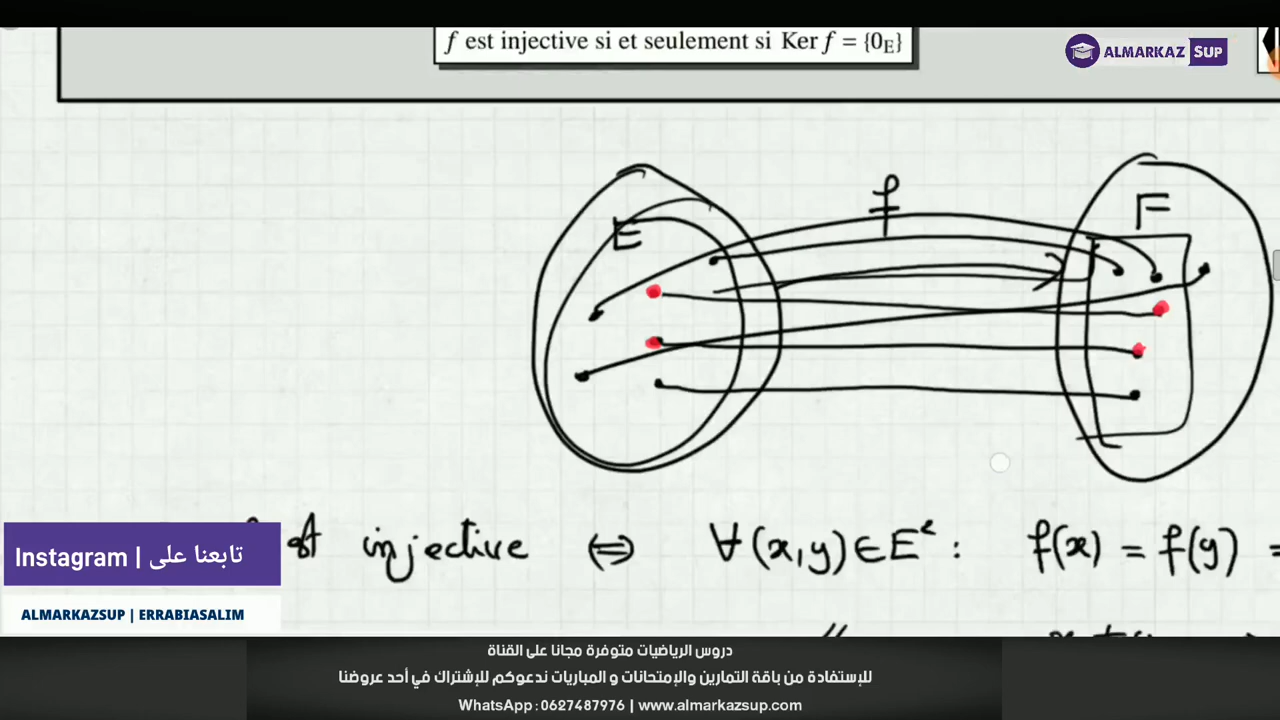 f est injective si et seulement si Ker f = {0_E}
ALMARKAZ SUP
f
E
F
injective ⇔ ∀(x,y)∈E² : f(x) = f(y) =
Instagram | تابعنا على
ALMARKAZSUP | ERRABIASALIM
دروس الرياضيات متوفرة مجانا على القناة
للإستفادة من باقة التمارين والإمتحانات و المباريات ندعوكم للإشتراك في أحد عروضنا
WhatsApp : 0627487976 | www.almarkazsup.com